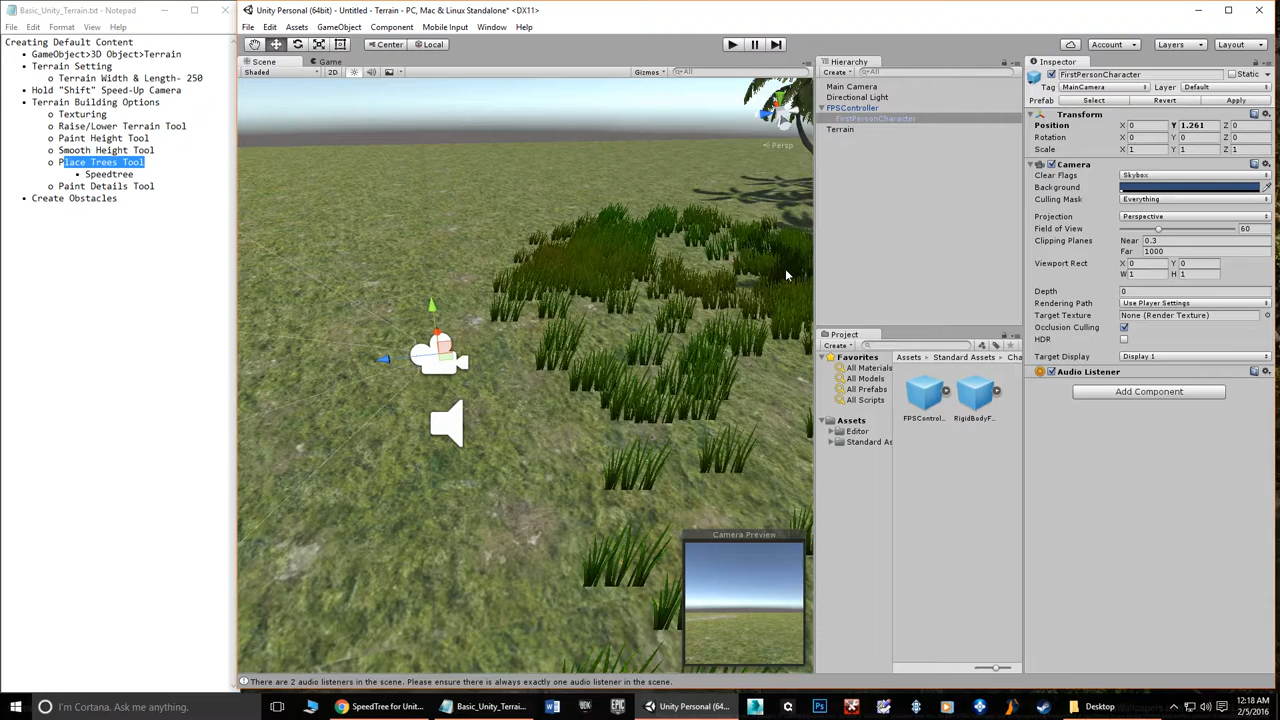 Basic_Unity_Terrain.txt - Notepad
File Edit Format View Help
Creating Default Content
• GameObject>3D Object>Terrain
• Terrain Setting
o Terrain Width & Length- 250
• Hold "Shift" Speed-Up Camera
• Terrain Building Options
o Texturing
o Raise/Lower Terrain Tool
o Paint Height Tool
o Smooth Height Tool
o Place Trees Tool
▪ Speedtree
o Paint Details Tool
• Create Obstacles
Unity Personal (64bit) - Untitled - Terrain - PC, Mac & Linux Standalone* <DX11>
File Edit Assets GameObject Component Mobile Input Window Help
Center Local
Account Layers Layout
Scene Game
Shaded 2D Gizmos All
Persp
Camera Preview
Hierarchy
Create All
Main Camera
Directional Light
FPSController
FirstPersonCharacter
Terrain
Project
Create
Favorites
All Materials
All Models
All Prefabs
All Scripts
Assets
Editor
Standard As
Assets Standard Assets Cha
FPSControl... RigidBodyF...
Inspector
FirstPersonCharacter Static
Tag MainCamera Layer Default
Prefab Select Revert Apply
Transform
Position X 0 Y 1.261 Z 0
Rotation X 0 Y 0 Z 0
Scale X 1 Y 1 Z 1
Camera
Clear Flags Skybox
Background
Culling Mask Everything
Projection Perspective
Field of View 60
Clipping Planes Near 0.3
Far 1000
Viewport Rect X 0 Y 0
W 1 H 1
Depth 0
Rendering Path Use Player Settings
Target Texture None (Render Texture)
Occlusion Culling
HDR
Target Display Display 1
Audio Listener
Add Component
There are 2 audio listeners in the scene. Please ensure there is always exactly one audio listener in the scene.
I'm Cortana. Ask me anything.
SpeedTree for Unit...
Basic_Unity_Terrain...
Unity Personal (64...
Desktop
12:18 AM
2/5/2016